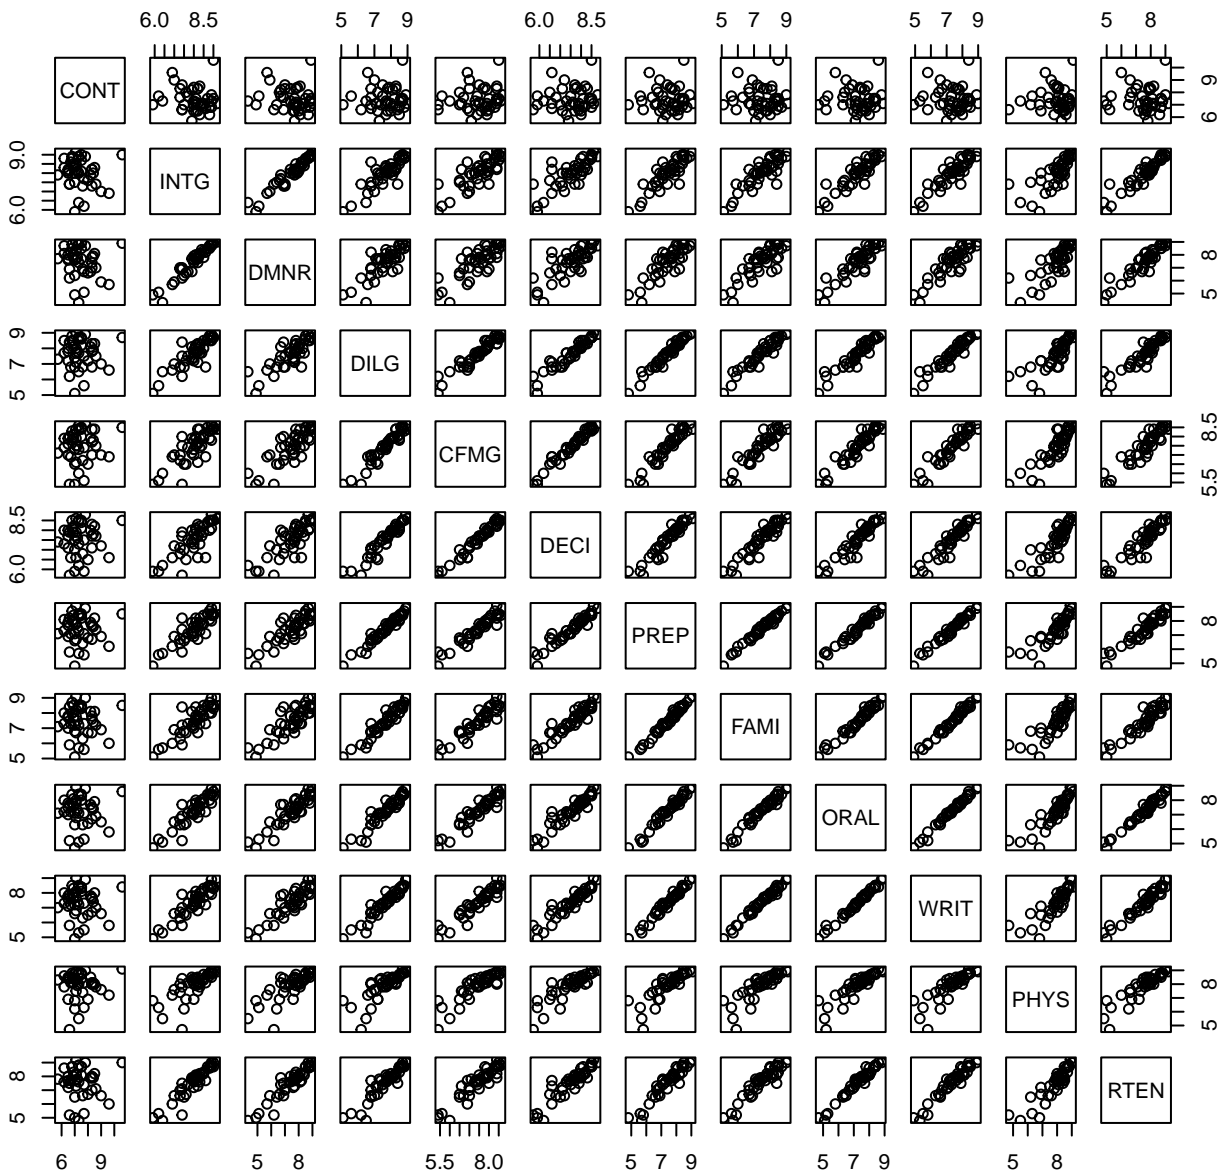 6.0 8.5 5 7 9 6.0 8.5 5 7 9 5 7 9 5 8
CONT 6 9
6.0 9.0 INTG
DMNR 5 8
5 7 9 DILG
CFMG 5.5 8.5
6.0 8.5 DECI
PREP 5 8
5 7 9 FAMI
ORAL 5 8
5 8 WRIT
PHYS 5 8
5 8 RTEN
6 9 5 8 5.5 8.0 5 7 9 5 7 9 5 8